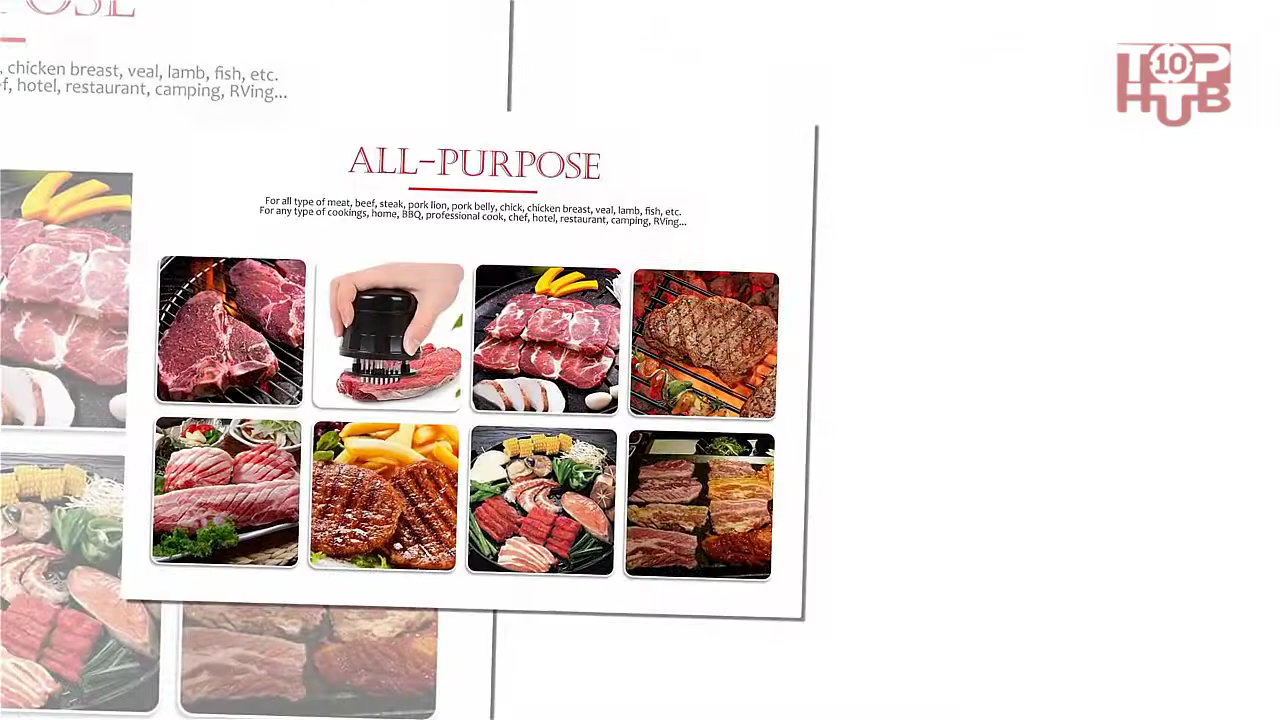 POSE
, chicken breast, veal, lamb, fish, etc.
ef, hotel, restaurant, camping, RVing...
TOP
10
HUB
ALL-PURPOSE
For all type of meat, beef, steak, pork lion, pork belly, chick, chicken breast, veal, lamb, fish, etc.
For any type of cookings, home, BBQ, professional cook, chef, hotel, restaurant, camping, RVing...